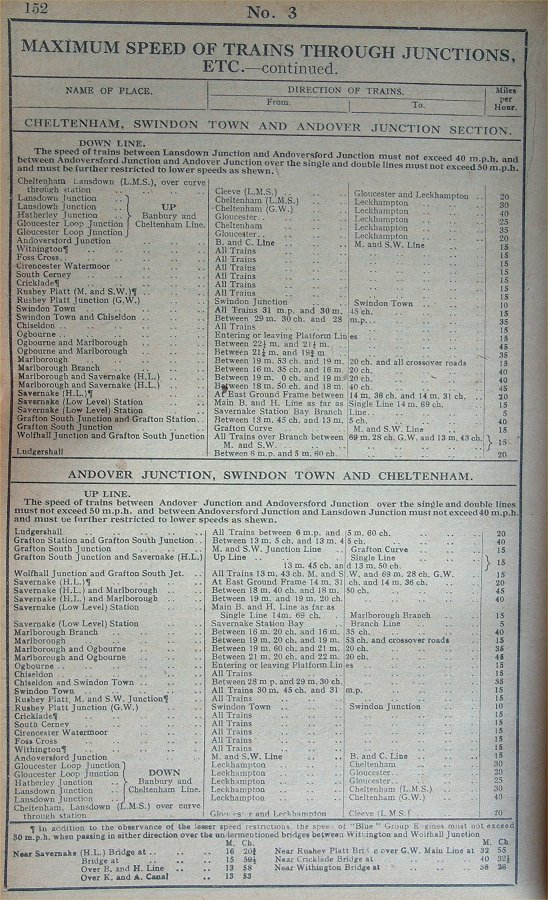 152 No. 3
MAXIMUM SPEED OF TRAINS THROUGH JUNCTIONS,
ETC.—continued.
NAME OF PLACE. DIRECTION OF TRAINS. Miles per Hour.
From. To.
CHELTENHAM, SWINDON TOWN AND ANDOVER JUNCTION SECTION.
DOWN LINE.
The speed of trains between Lansdown Junction and Andoversford Junction must not exceed 40 m.p.h. and
between Andoversford Junction and Andover Junction over the single and double lines must not exceed 50 m.p.h.
and must be further restricted to lower speeds as shewn.
Cheltenham Lansdown (L.M.S.), over curve
through station Cleeve (L.M.S.) Gloucester and Leckhampton 20
Lansdown Junction Cheltenham (L.M.S.) Leckhampton 30
Lansdown Junction UP Cheltenham (G.W.) Leckhampton 40
Hatherley Junction Banbury and Gloucester Leckhampton 25
Gloucester Loop Junction Cheltenham Line. Cheltenham Leckhampton 35
Gloucester Loop Junction Gloucester Leckhampton 20
Andoversford Junction B. and C. Line M. and S.W. Line 15
Withington¶ All Trains 15
Foss Cross All Trains 15
Cirencester Watermoor All Trains 15
South Cerney All Trains 15
Cricklade¶ All Trains 15
Rushey Platt (M. and S.W.)¶ All Trains 15
Rushey Platt Junction (G.W.) Swindon Junction Swindon Town 10
Swindon Town All Trains 31 m.p. and 30 m. 45 ch. 15
Swindon Town and Chiseldon Between 29 m. 30 ch. and 28 m.p. 35
Chiseldon All Trains 15
Ogbourne Entering or leaving Platform Lines 15
Ogbourne and Marlborough Between 22½ m. and 21½ m. 45
Ogbourne and Marlborough Between 21½ m. and 19½ m. 35
Marlborough Between 19 m. 53 ch. and 19 m. 20 ch. and all crossover roads 15
Marlborough Branch Between 16 m. 35 ch. and 16 m. 20 ch. 40
Marlborough and Savernake (H.L.) Between 19 m. 0 ch. and 19 m. 20 ch. 40
Marlborough and Savernake (H.L.) Between 18 m. 50 ch. and 18 m. 40 ch. 45
Savernake (H.L.)¶ At East Ground Frame between 14 m. 36 ch. and 14 m. 31 ch. 20
Savernake (Low Level) Station Main B. and H. Line as far as Single Line 14 m. 69 ch. 15
Savernake (Low Level) Station Savernake Station Bay Branch Line 5
Grafton South Junction and Grafton Station Between 13 m. 45 ch. and 13 m. 5 ch. 40
Grafton South Junction Grafton Curve M. and S.W. Line 15
Wolfhall Junction and Grafton South Junction All Trains over Branch between 69 m. 28 ch. G.W. and 13 m. 43 ch.
M. and S.W. 15
Ludgershall Between 6 m.p. and 5 m. 60 ch. 20
ANDOVER JUNCTION, SWINDON TOWN AND CHELTENHAM.
UP LINE.
The speed of trains between Andover Junction and Andoversford Junction over the single and double lines
must not exceed 50 m.p.h. and between Andoversford Junction and Lansdown Junction must not exceed 40 m.p.h.
and must be further restricted to lower speeds as shewn.
Ludgershall All Trains between 6 m.p. and 5 m. 60 ch. 20
Grafton Station and Grafton South Junction Between 13 m. 5 ch. and 13 m. 45 ch. 40
Grafton South Junction M. and S.W. Junction Line Grafton Curve 15
Grafton South Junction and Savernake (H.L.) Up Line Single Line
13 m. 45 ch. and 13 m. 50 ch. 15
Wolfhall Junction and Grafton South Jct. All Trains 13 m. 43 ch. M. and S.W. and 69 m. 28 ch. G.W. 15
Savernake (H.L.)¶ At East Ground Frame 14 m. 31 ch. and 14 m. 36 ch. 20
Savernake (H.L.) and Marlborough Between 18 m. 40 ch. and 18 m. 50 ch. 45
Savernake (H.L.) and Marlborough Between 19 m. and 19 m. 20 ch. 40
Savernake (Low Level) Station Main B. and H. Line as far as
Single Line 14m. 69 ch. Marlborough Branch 15
Savernake (Low Level) Station Savernake Station Bay Branch Line 5
Marlborough Branch Between 16 m. 20 ch. and 16 m. 35 ch. 40
Marlborough Between 19 m. 20 ch. and 19 m. 53 ch. and crossover roads 15
Marlborough and Ogbourne Between 19 m. 60 ch. and 21 m. 20 ch. 35
Marlborough and Ogbourne Between 21 m. 20 ch. and 22 m. 20 ch. 45
Ogbourne Entering or leaving Platform Lines 15
Chiseldon All Trains 15
Chiseldon and Swindon Town Between 28 m p. and 29 m. 30 ch. 35
Swindon Town All Trains 30 m. 45 ch. and 31 m.p. 15
Rushey Platt, M. and S.W. Junction¶ All Trains 15
Rushey Platt Junction (G.W.) Swindon Town Swindon Junction 10
Cricklade¶ All Trains 15
South Cerney All Trains 15
Cirencester Watermoor All Trains 15
Foss Cross All Trains 15
Withington¶ All Trains 15
Andoversford Junction M. and S.W. Line B. and C. Line 15
Gloucester Loop Junction Leckhampton Cheltenham 30
Gloucester Loop Junction DOWN Leckhampton Gloucester 20
Hatherley Junction Banbury and Leckhampton Gloucester 25
Lansdown Junction Cheltenham Line. Leckhampton Cheltenham (L.M.S.) 30
Lansdown Junction Leckhampton Cheltenham (G.W.) 40
Cheltenham, Lansdown (L.M.S.) over curve
through station Gloucester and Leckhampton Cleeve (L.M.S.) 20
¶ In addition to the observance of the lesser speed restrictions, the speed of "Blue" Group Engines must not exceed
30 m.p.h. when passing in either direction over the undermentioned bridges between Withington and Wolfhall Junction
M. Ch. M. Ch.
Near Savernake (H.L.) Bridge at 16 20¾ Near Rushey Platt Bridge over G.W. Main Line at 32 55
Bridge at 15 59½ Near Cricklade Bridge at 40 32½
Over B. and H. Line 13 58 Near Withington Bridge at 56 26
Over K. and A. Canal 13 53